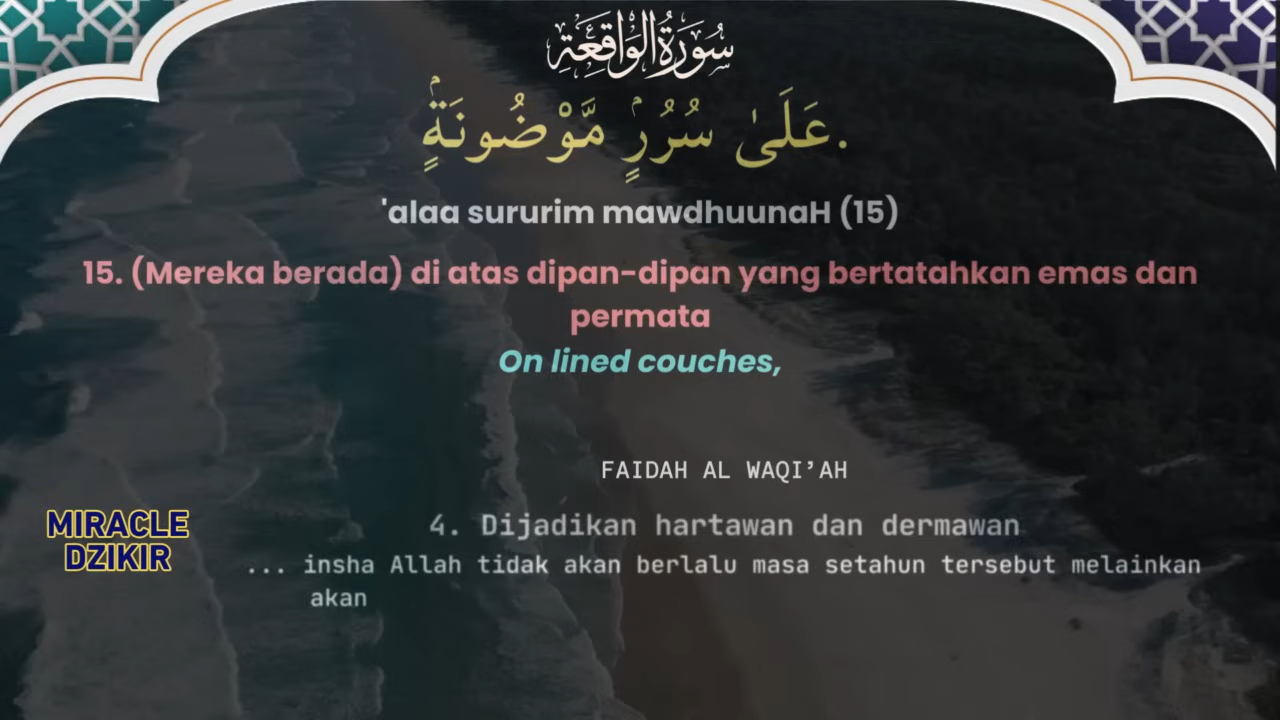 سُوَرَةُ الْوَاقِعَة
عَلَىٰ سُرُرٍۢ مَّوْضُونَةٍۢ.
'alaa sururim mawdhuunaH (15)
15. (Mereka berada) di atas dipan-dipan yang bertatahkan emas dan
permata
On lined couches,
FAIDAH AL WAQI’AH
MIRACLE
DZIKIR
4. Dijadikan hartawan dan dermawan
... insha Allah tidak akan berlalu masa setahun tersebut melainkan
akan